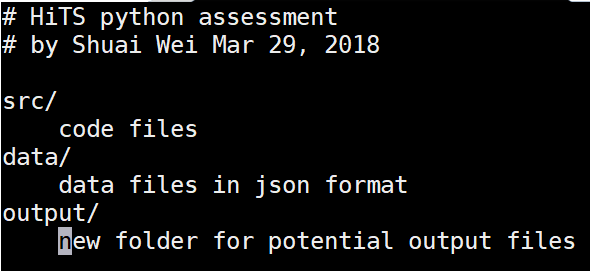 # HiTS python assessment
# by Shuai Wei Mar 29, 2018

src/
    code files
data/
    data files in json format
output/
    new folder for potential output files